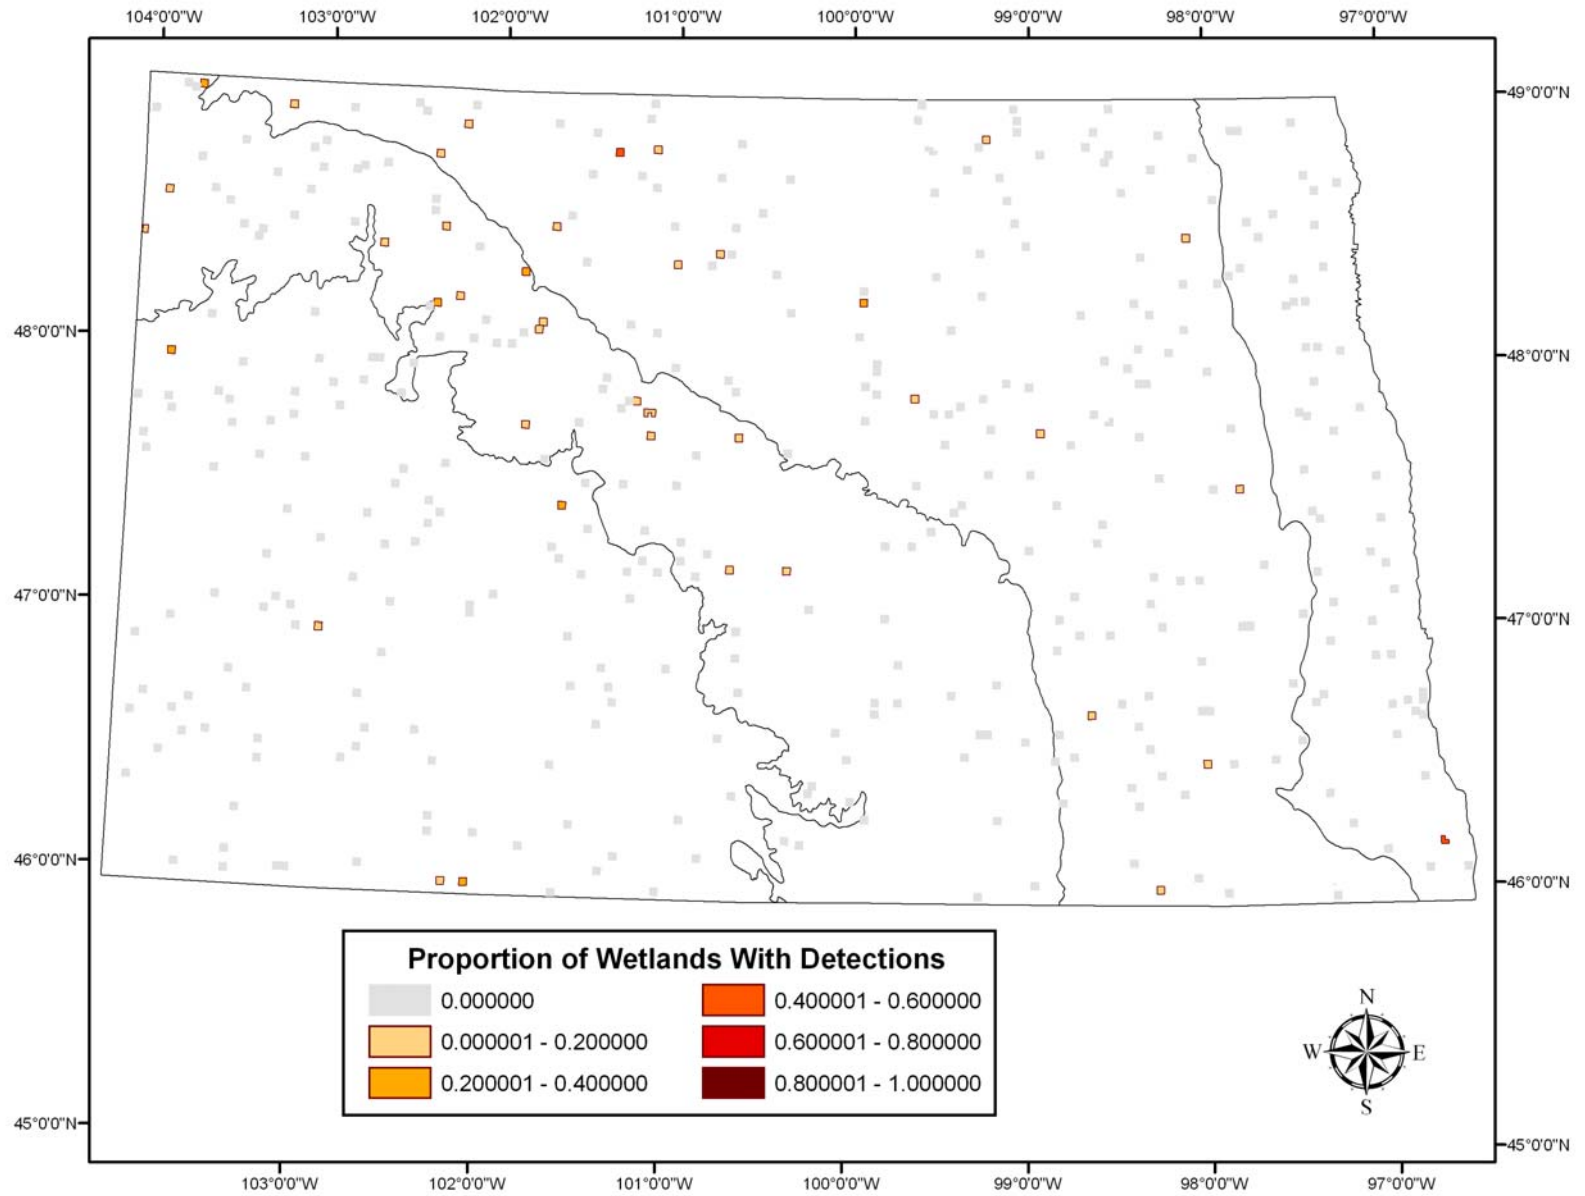 104°0'0"W 103°0'0"W 102°0'0"W 101°0'0"W 100°0'0"W 99°0'0"W 98°0'0"W 97°0'0"W
49°0'0"N
48°0'0"N
48°0'0"N
47°0'0"N
47°0'0"N
46°0'0"N
46°0'0"N
45°0'0"N
45°0'0"N
Proportion of Wetlands With Detections
0.000000 0.400001 - 0.600000
0.000001 - 0.200000 0.600001 - 0.800000
0.200001 - 0.400000 0.800001 - 1.000000
N
W E
S
103°0'0"W 102°0'0"W 101°0'0"W 100°0'0"W 99°0'0"W 98°0'0"W 97°0'0"W